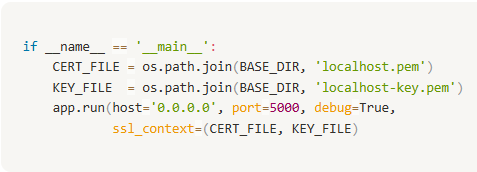 if __name__ == '__main__':
    CERT_FILE = os.path.join(BASE_DIR, 'localhost.pem')
    KEY_FILE  = os.path.join(BASE_DIR, 'localhost-key.pem')
    app.run(host='0.0.0.0', port=5000, debug=True,
            ssl_context=(CERT_FILE, KEY_FILE)